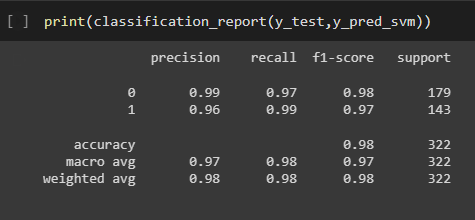 [ ] print(classification_report(y_test,y_pred_svm))
precision recall f1-score support
0 0.99 0.97 0.98 179
1 0.96 0.99 0.97 143
accuracy 0.98 322
macro avg 0.97 0.98 0.97 322
weighted avg 0.98 0.98 0.98 322